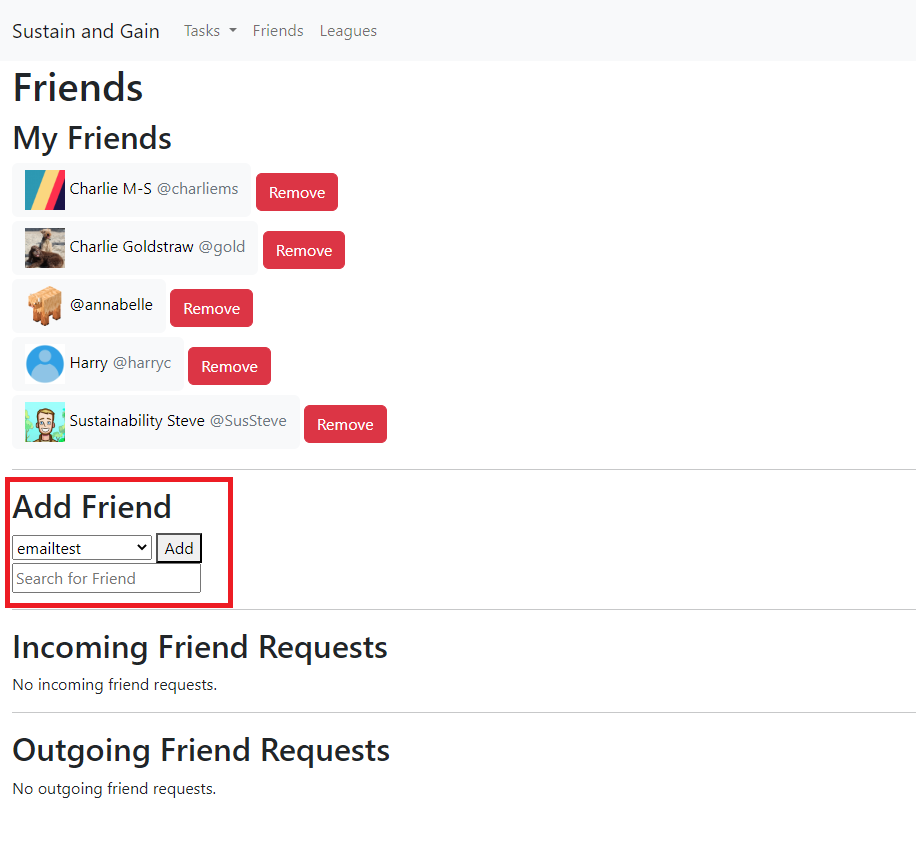 Sustain and Gain Tasks Friends Leagues
Friends
My Friends
Charlie M-S @charliems Remove
Charlie Goldstraw @gold Remove
@annabelle Remove
Harry @harryc Remove
Sustainability Steve @SusSteve Remove
Add Friend
emailtest Add
Search for Friend
Incoming Friend Requests
No incoming friend requests.
Outgoing Friend Requests
No outgoing friend requests.